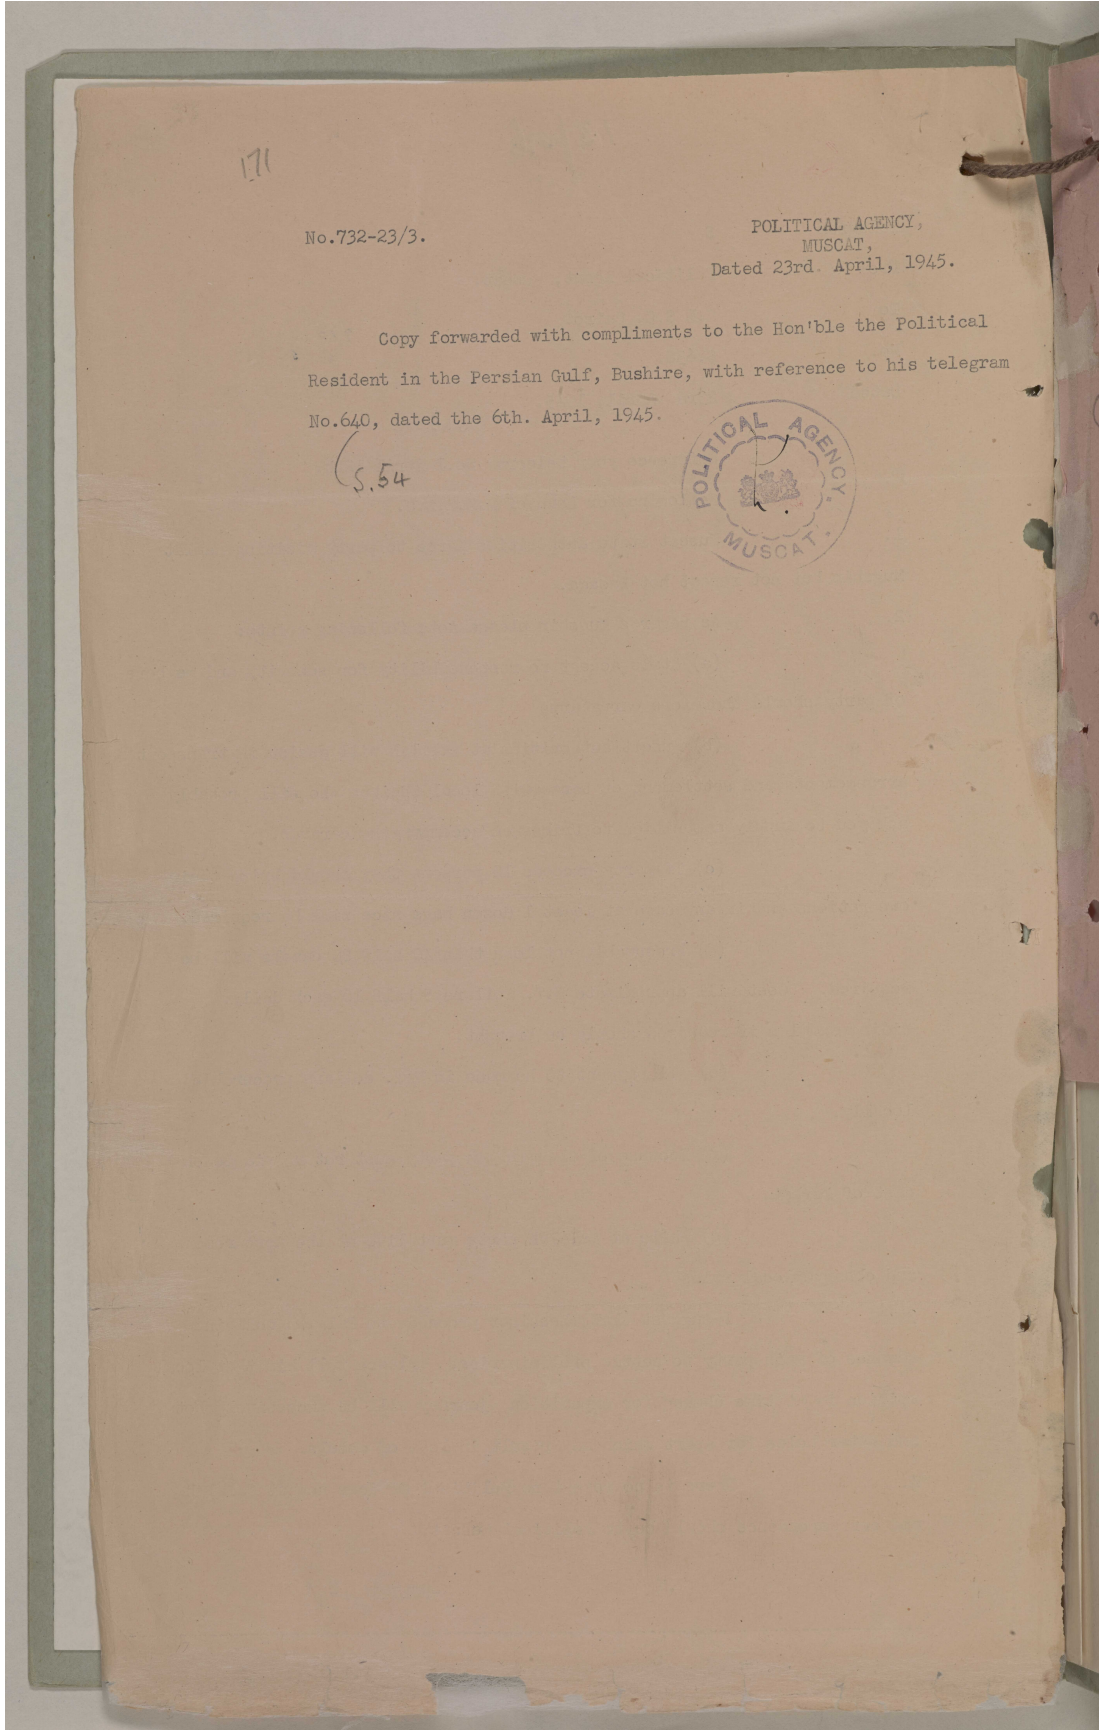 171
No.732-23/3.
POLITICAL AGENCY,
MUSCAT,
Dated 23rd. April, 1945.
Copy forwarded with compliments to the Hon'ble the Political
Resident in the Persian Gulf, Bushire, with reference to his telegram
No.640, dated the 6th. April, 1945.
S.54
POLITICAL AGENCY.
MUSCAT.